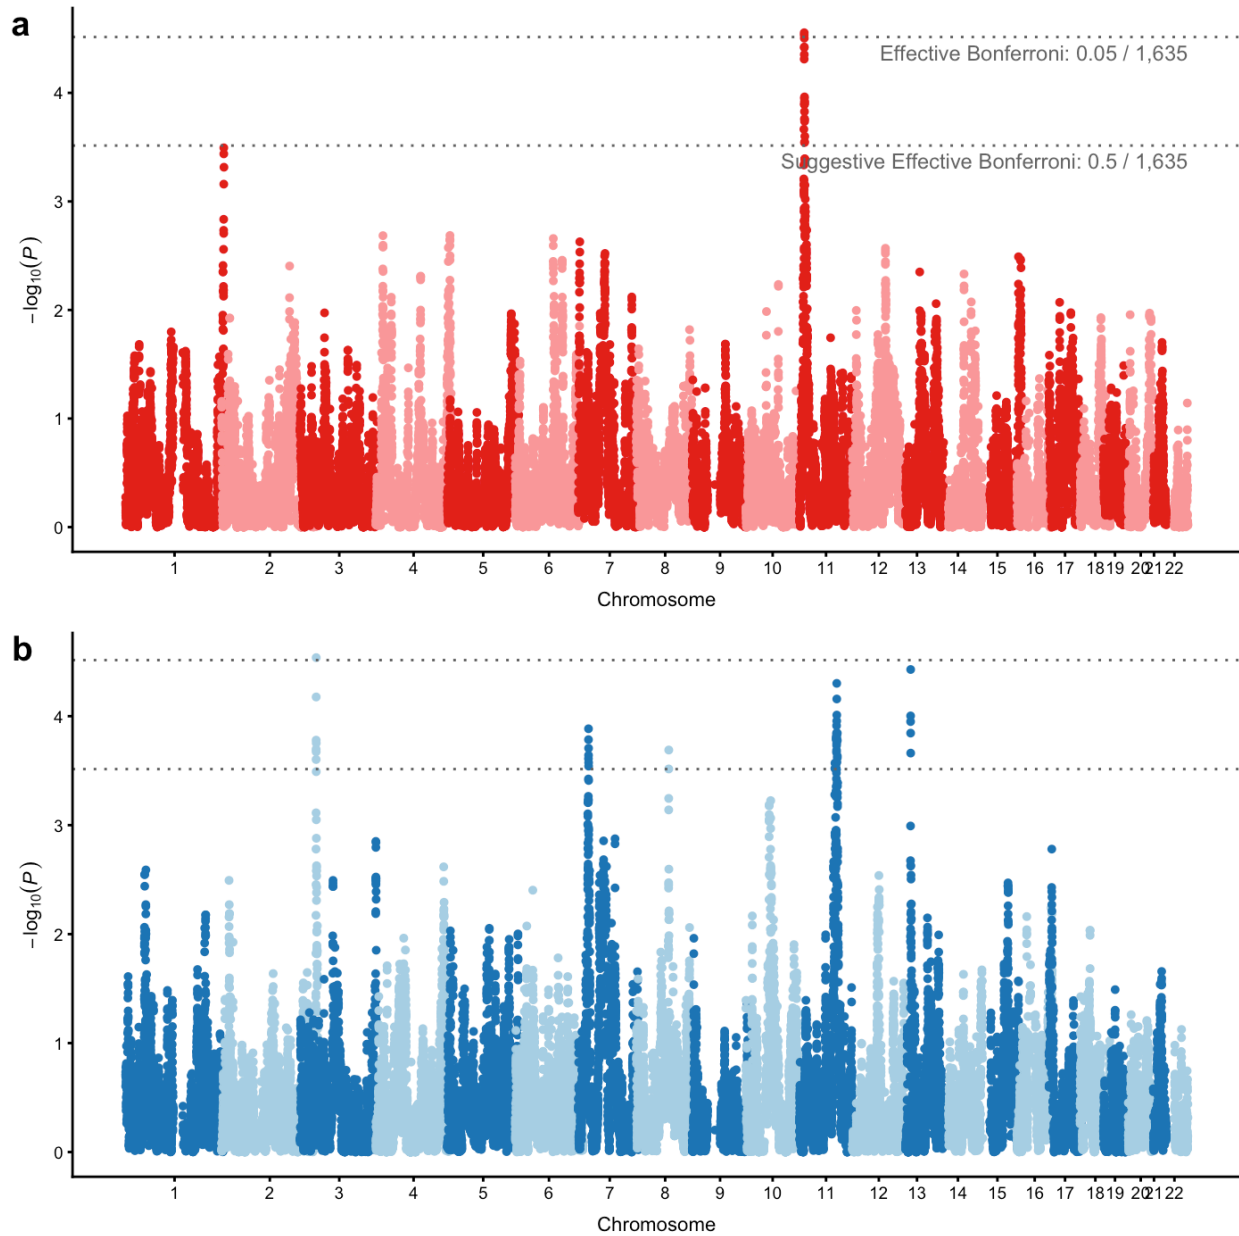 a
Effective Bonferroni: 0.05 / 1,635
4
Suggestive Effective Bonferroni: 0.5 / 1,635
3
2
1
0
−log10(P)
1 2 3 4 5 6 7 8 9 10 11 12 13 14 15 16 17 18 19 20 21 22
Chromosome
b
4
3
2
1
0
−log10(P)
1 2 3 4 5 6 7 8 9 10 11 12 13 14 15 16 17 18 19 20 21 22
Chromosome